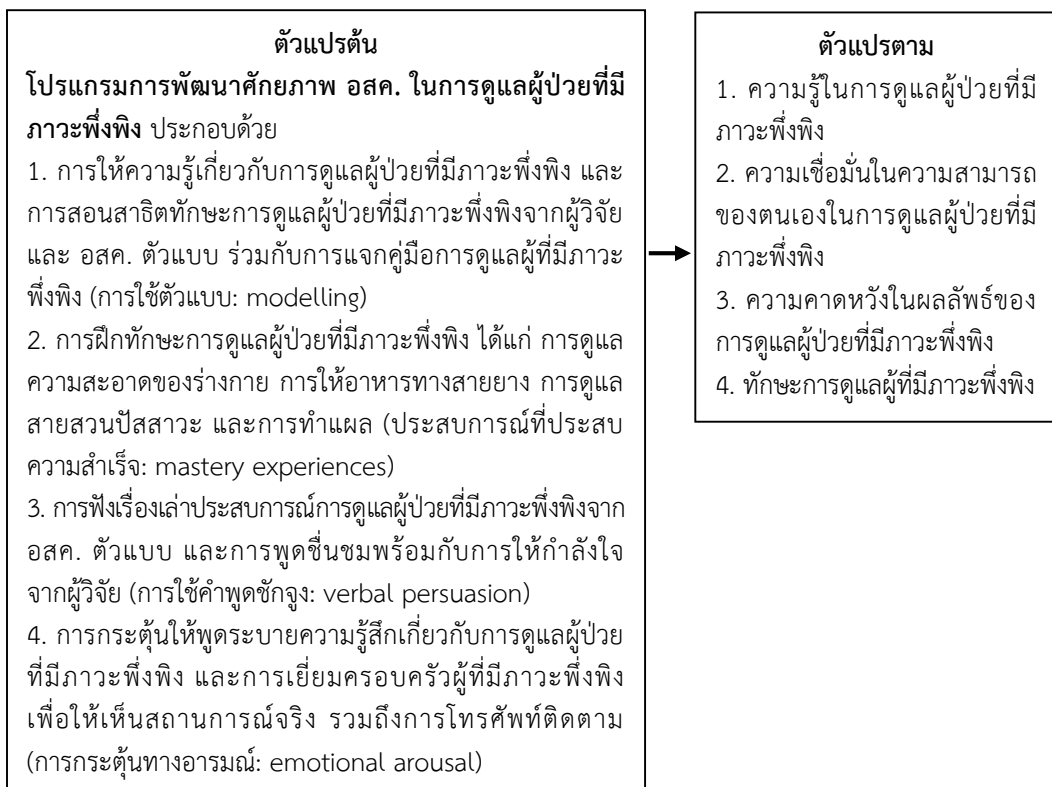 ตัวแปรต้น
โปรแกรมการพัฒนาศักยภาพ อสค. ในการดูแลผู้ป่วยที่มี
ภาวะพึ่งพิง ประกอบด้วย
1. การให้ความรู้เกี่ยวกับการดูแลผู้ป่วยที่มีภาวะพึ่งพิง และ
การสอนสาธิตทักษะการดูแลผู้ป่วยที่มีภาวะพึ่งพิงจากผู้วิจัย
และ อสค. ตัวแบบ ร่วมกับการแจกคู่มือการดูแลผู้ที่มีภาวะ
พึ่งพิง (การใช้ตัวแบบ: modelling)
2. การฝึกทักษะการดูแลผู้ป่วยที่มีภาวะพึ่งพิง ได้แก่ การดูแล
ความสะอาดของร่างกาย การให้อาหารทางสายยาง การดูแล
สายสวนปัสสาวะ และการทำแผล (ประสบการณ์ที่ประสบ
ความสำเร็จ: mastery experiences)
3. การฟังเรื่องเล่าประสบการณ์การดูแลผู้ป่วยที่มีภาวะพึ่งพิงจาก
อสค. ตัวแบบ และการพูดชื่นชมพร้อมกับการให้กำลังใจ
จากผู้วิจัย (การใช้คำพูดชักจูง: verbal persuasion)
4. การกระตุ้นให้พูดระบายความรู้สึกเกี่ยวกับการดูแลผู้ป่วย
ที่มีภาวะพึ่งพิง และการเยี่ยมครอบครัวผู้ที่มีภาวะพึ่งพิง
เพื่อให้เห็นสถานการณ์จริง รวมถึงการโทรศัพท์ติดตาม
(การกระตุ้นทางอารมณ์: emotional arousal)
ตัวแปรตาม
1. ความรู้ในการดูแลผู้ป่วยที่มี
ภาวะพึ่งพิง
2. ความเชื่อมั่นในความสามารถ
ของตนเองในการดูแลผู้ป่วยที่มี
ภาวะพึ่งพิง
3. ความคาดหวังในผลลัพธ์ของ
การดูแลผู้ป่วยที่มีภาวะพึ่งพิง
4. ทักษะการดูแลผู้ที่มีภาวะพึ่งพิง